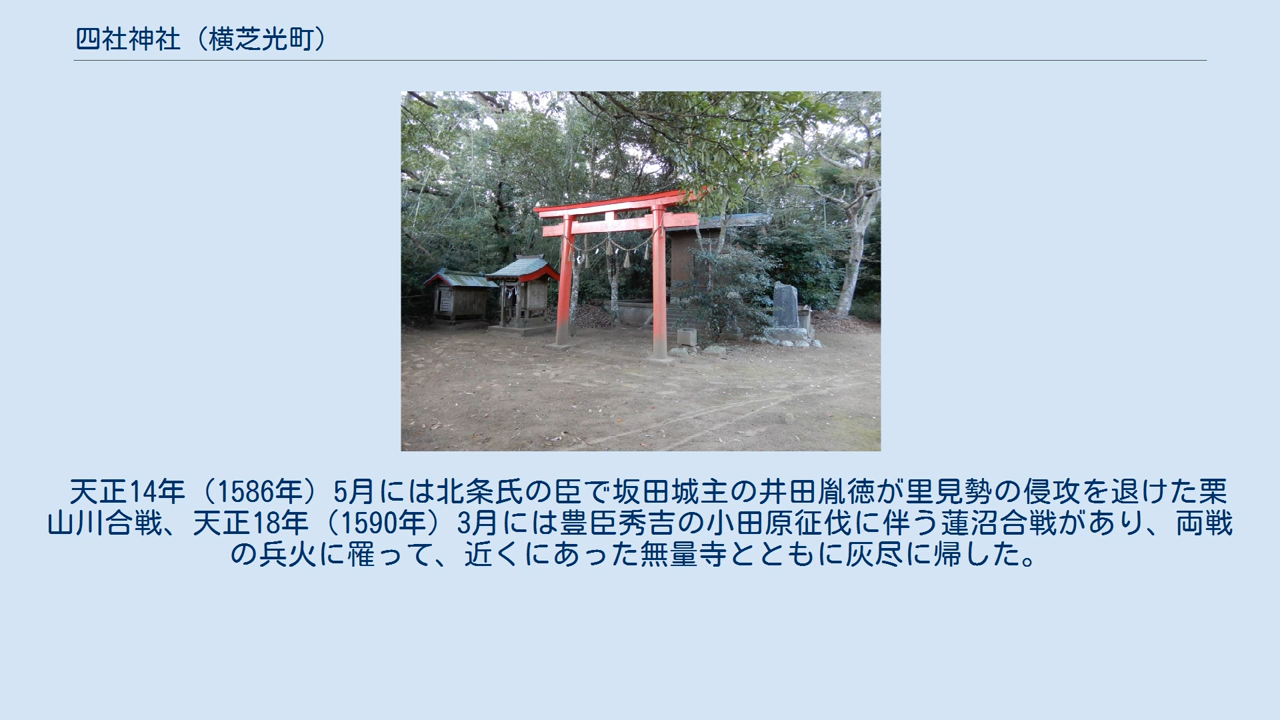 四社神社（横芝光町）
天正14年（1586年）5月には北条氏の臣で坂田城主の井田胤徳が里見勢の侵攻を退けた栗
山川合戦、天正18年（1590年）3月には豊臣秀吉の小田原征伐に伴う蓮沼合戦があり、両戦
の兵火に罹って、近くにあった無量寺とともに灰尽に帰した。